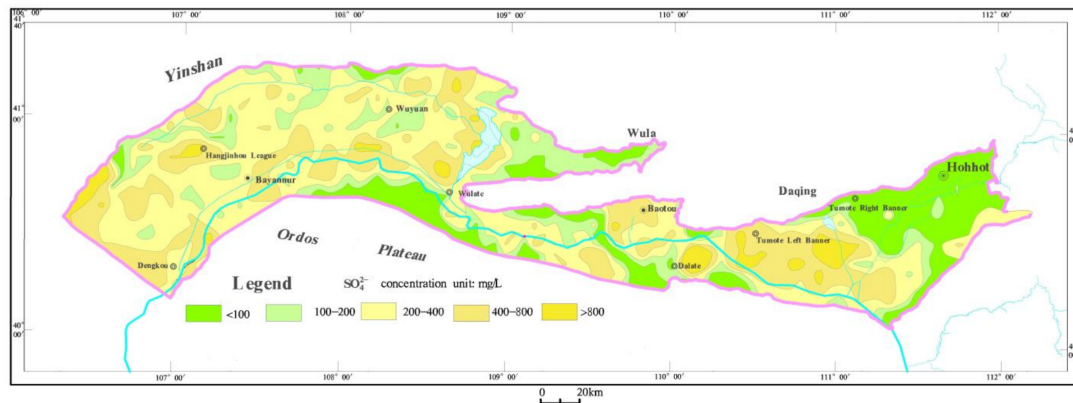 106° 00′
107° 00′
108° 00′
109° 00′
110° 00′
111° 00′
112° 00′
41
40′
Yinshan
41
00′
Wuyuan
Wula
Hangjinhou League
Bayannur
Wulate
Baotou
Daqing
Hohhot
Tumote Right Banner
Tumote Left Banner
Ordos
Plateau
Dengkou
Dalate
Legend
SO₄²⁻ concentration unit: mg/L
<100
100–200
200–400
400–800
>800
40
00′
107° 00′
108° 00′
109° 00′
110° 00′
111° 00′
112° 00′
0 20km